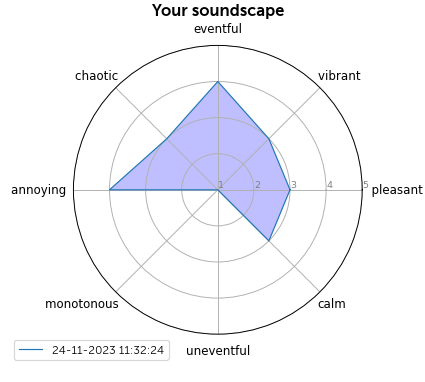 Your soundscape
eventful
chaotic
vibrant
annoying
1
2
3
4
5
pleasant
monotonous
calm
24-11-2023 11:32:24
uneventful